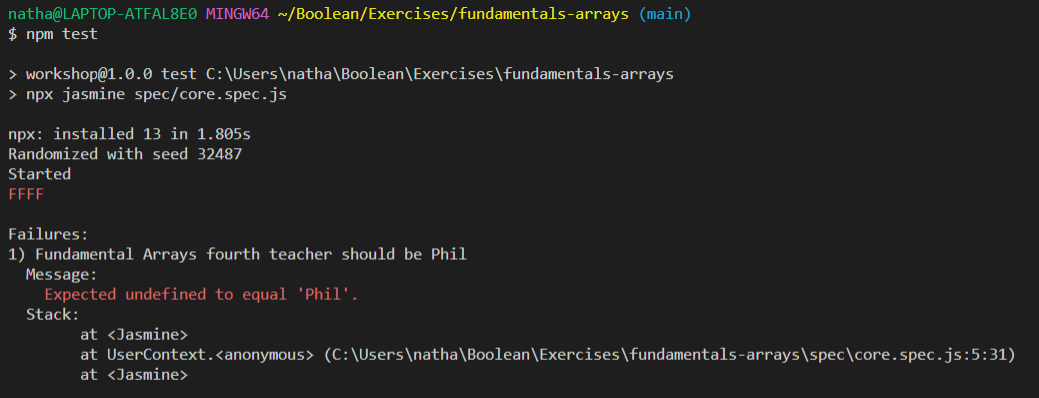 natha@LAPTOP-ATFAL8E0 MINGW64 ~/Boolean/Exercises/fundamentals-arrays (main)
$ npm test
> workshop@1.0.0 test C:\Users\natha\Boolean\Exercises\fundamentals-arrays
> npx jasmine spec/core.spec.js
npx: installed 13 in 1.805s
Randomized with seed 32487
Started
FFFF
Failures:
1) Fundamental Arrays fourth teacher should be Phil
Message:
Expected undefined to equal 'Phil'.
Stack:
at <Jasmine>
at UserContext.<anonymous> (C:\Users\natha\Boolean\Exercises\fundamentals-arrays\spec\core.spec.js:5:31)
at <Jasmine>